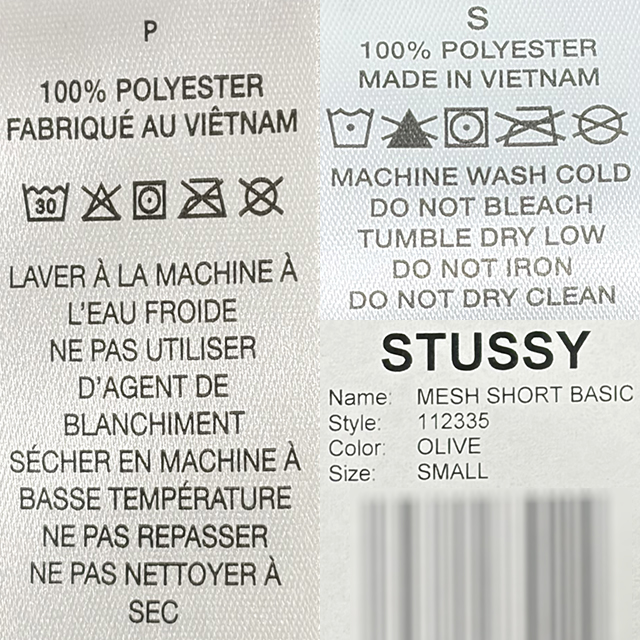 P
100% POLYESTER
FABRIQUÉ AU VIÊTNAM
30
LAVER À LA MACHINE À
L'EAU FROIDE
NE PAS UTILISER
D'AGENT DE
BLANCHIMENT
SÉCHER EN MACHINE À
BASSE TEMPÉRATURE
NE PAS REPASSER
NE PAS NETTOYER À
SEC
S
100% POLYESTER
MADE IN VIETNAM
MACHINE WASH COLD
DO NOT BLEACH
TUMBLE DRY LOW
DO NOT IRON
DO NOT DRY CLEAN
STUSSY
Name: MESH SHORT BASIC
Style: 112335
Color: OLIVE
Size: SMALL